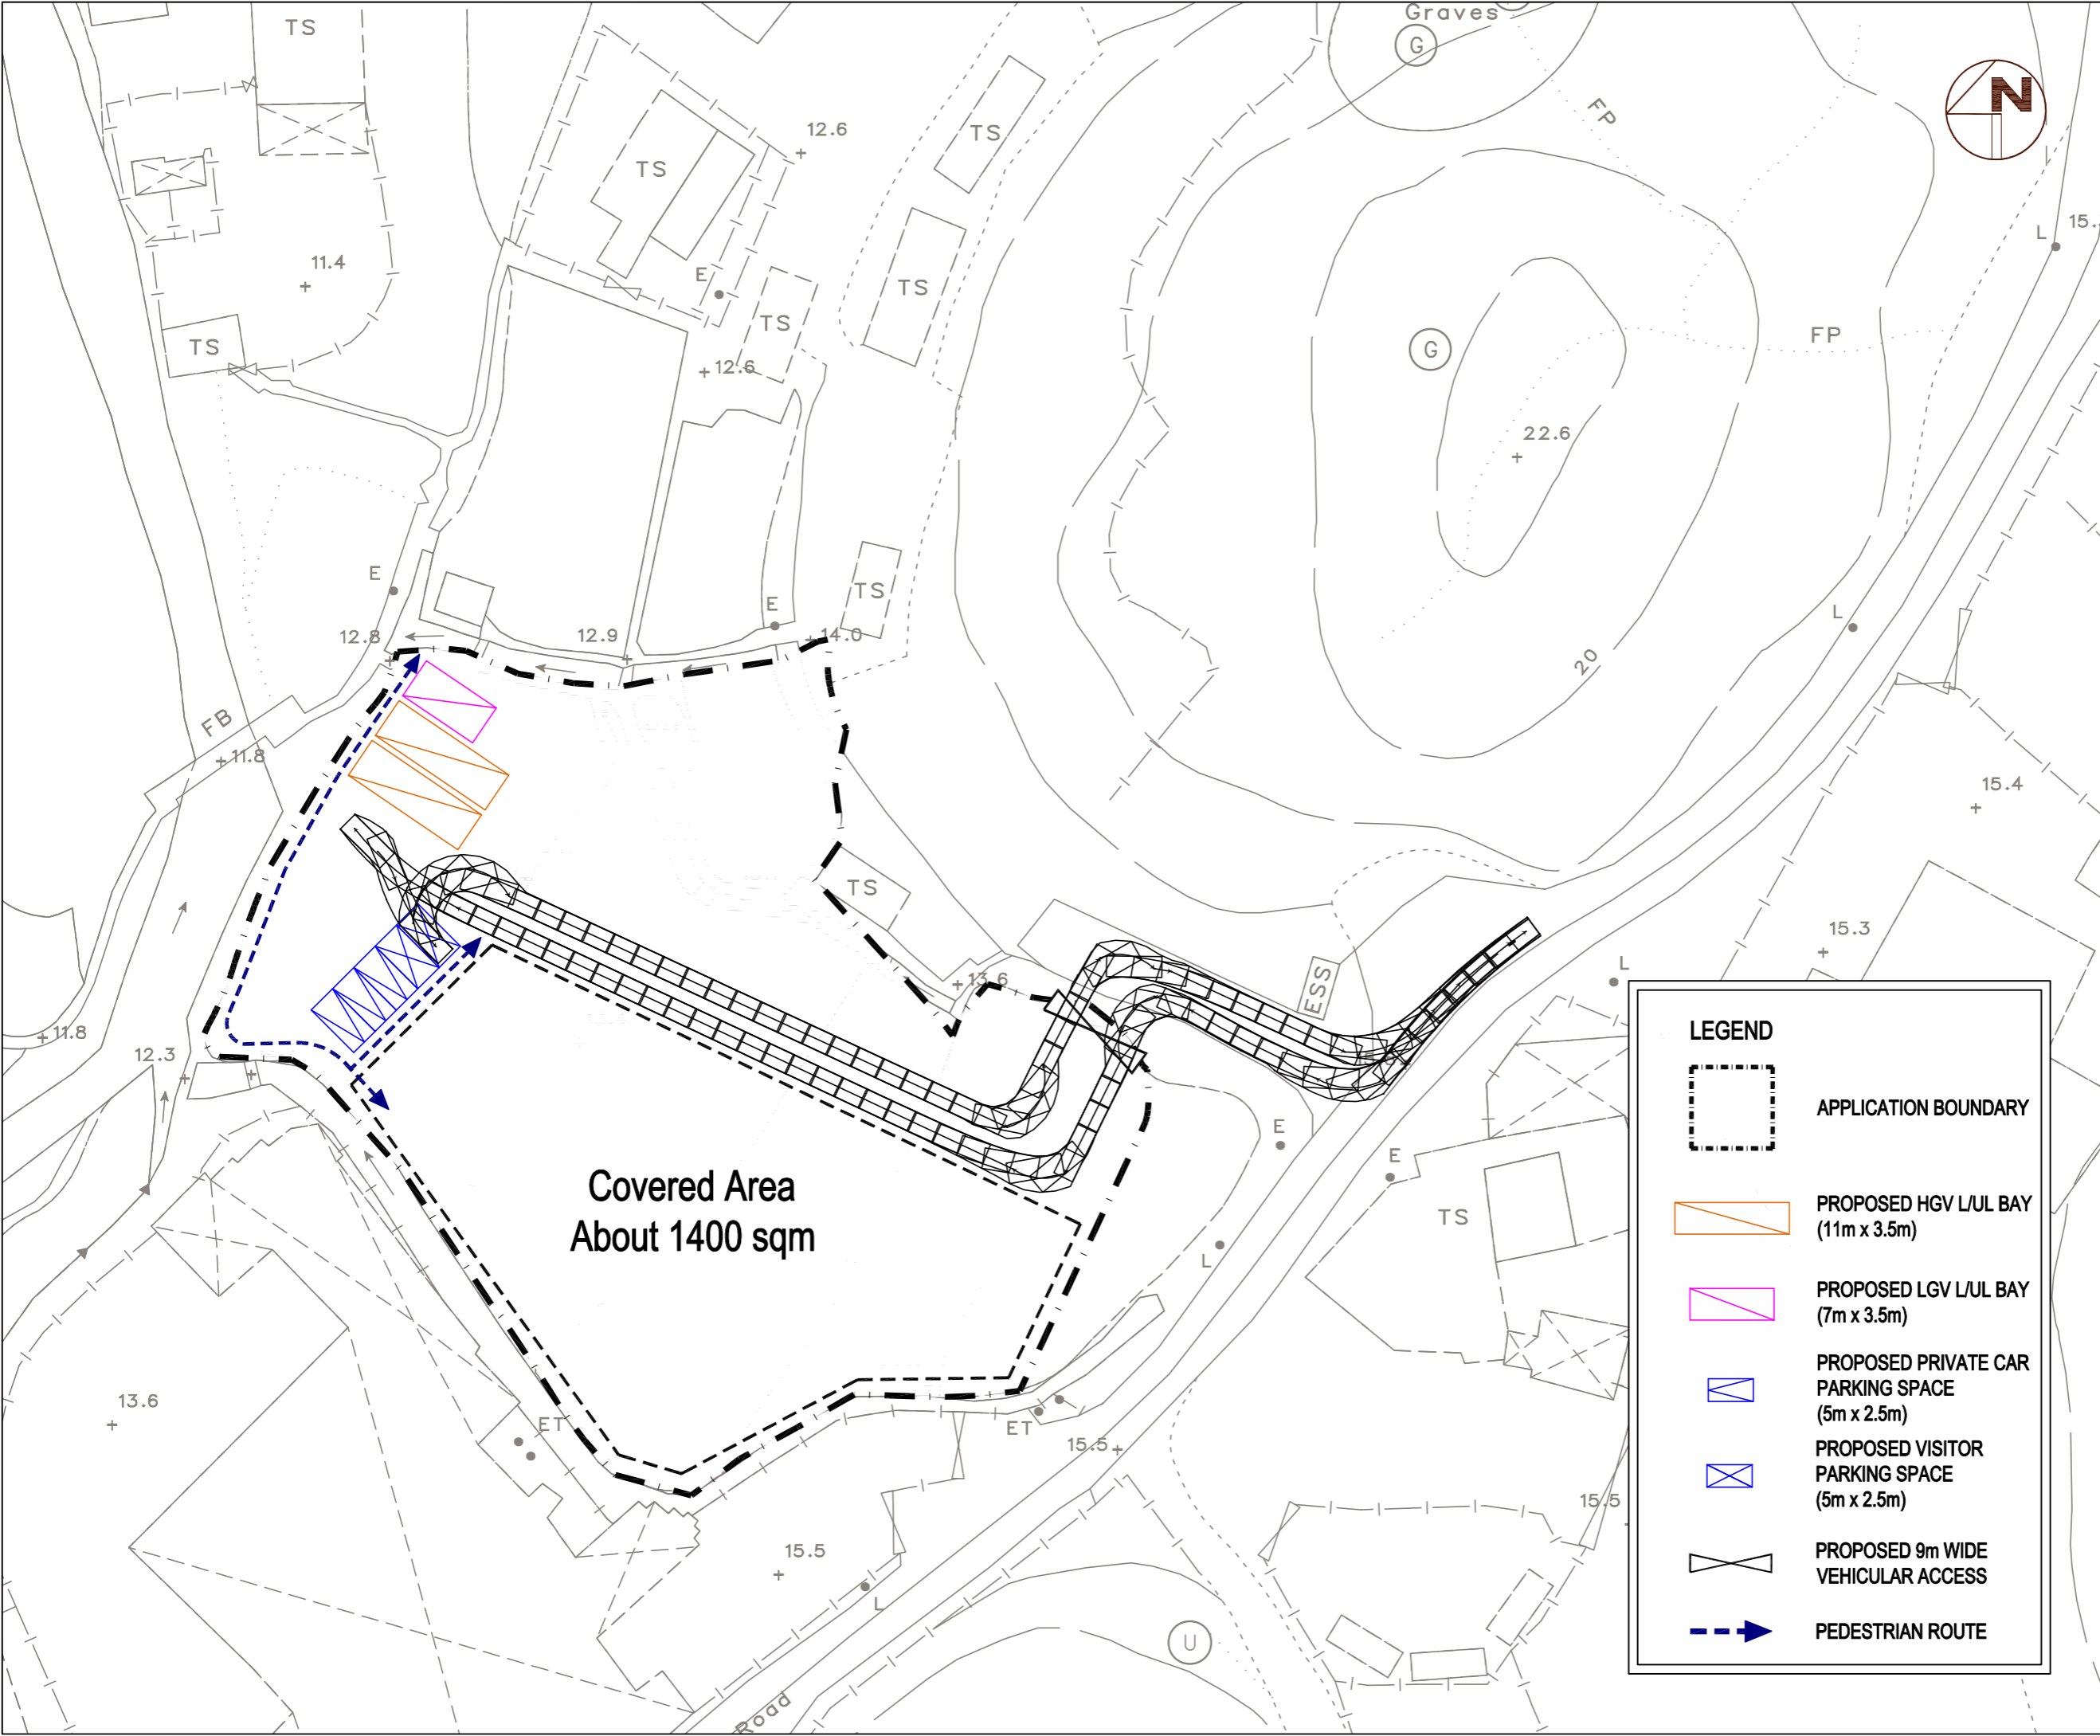 Graves
G
TS
N
12.6
TS
TS
FP
L
15.
11.4
E
TS
TS
TS
12.6
G
FP
22.6
E
TS
E
L
12.8
12.9
14.0
20
FB
11.8
15.4
TS
15.3
13.6
ESS
L
11.8
12.3
E
E
Covered Area
About 1400 sqm
TS
L
13.6
ET
ET
15.5
15.5
15.5
L
U
Road
LEGEND
APPLICATION BOUNDARY
PROPOSED HGV L/UL BAY
(11m x 3.5m)
PROPOSED LGV L/UL BAY
(7m x 3.5m)
PROPOSED PRIVATE CAR
PARKING SPACE
(5m x 2.5m)
PROPOSED VISITOR
PARKING SPACE
(5m x 2.5m)
PROPOSED 9m WIDE
VEHICULAR ACCESS
PEDESTRIAN ROUTE